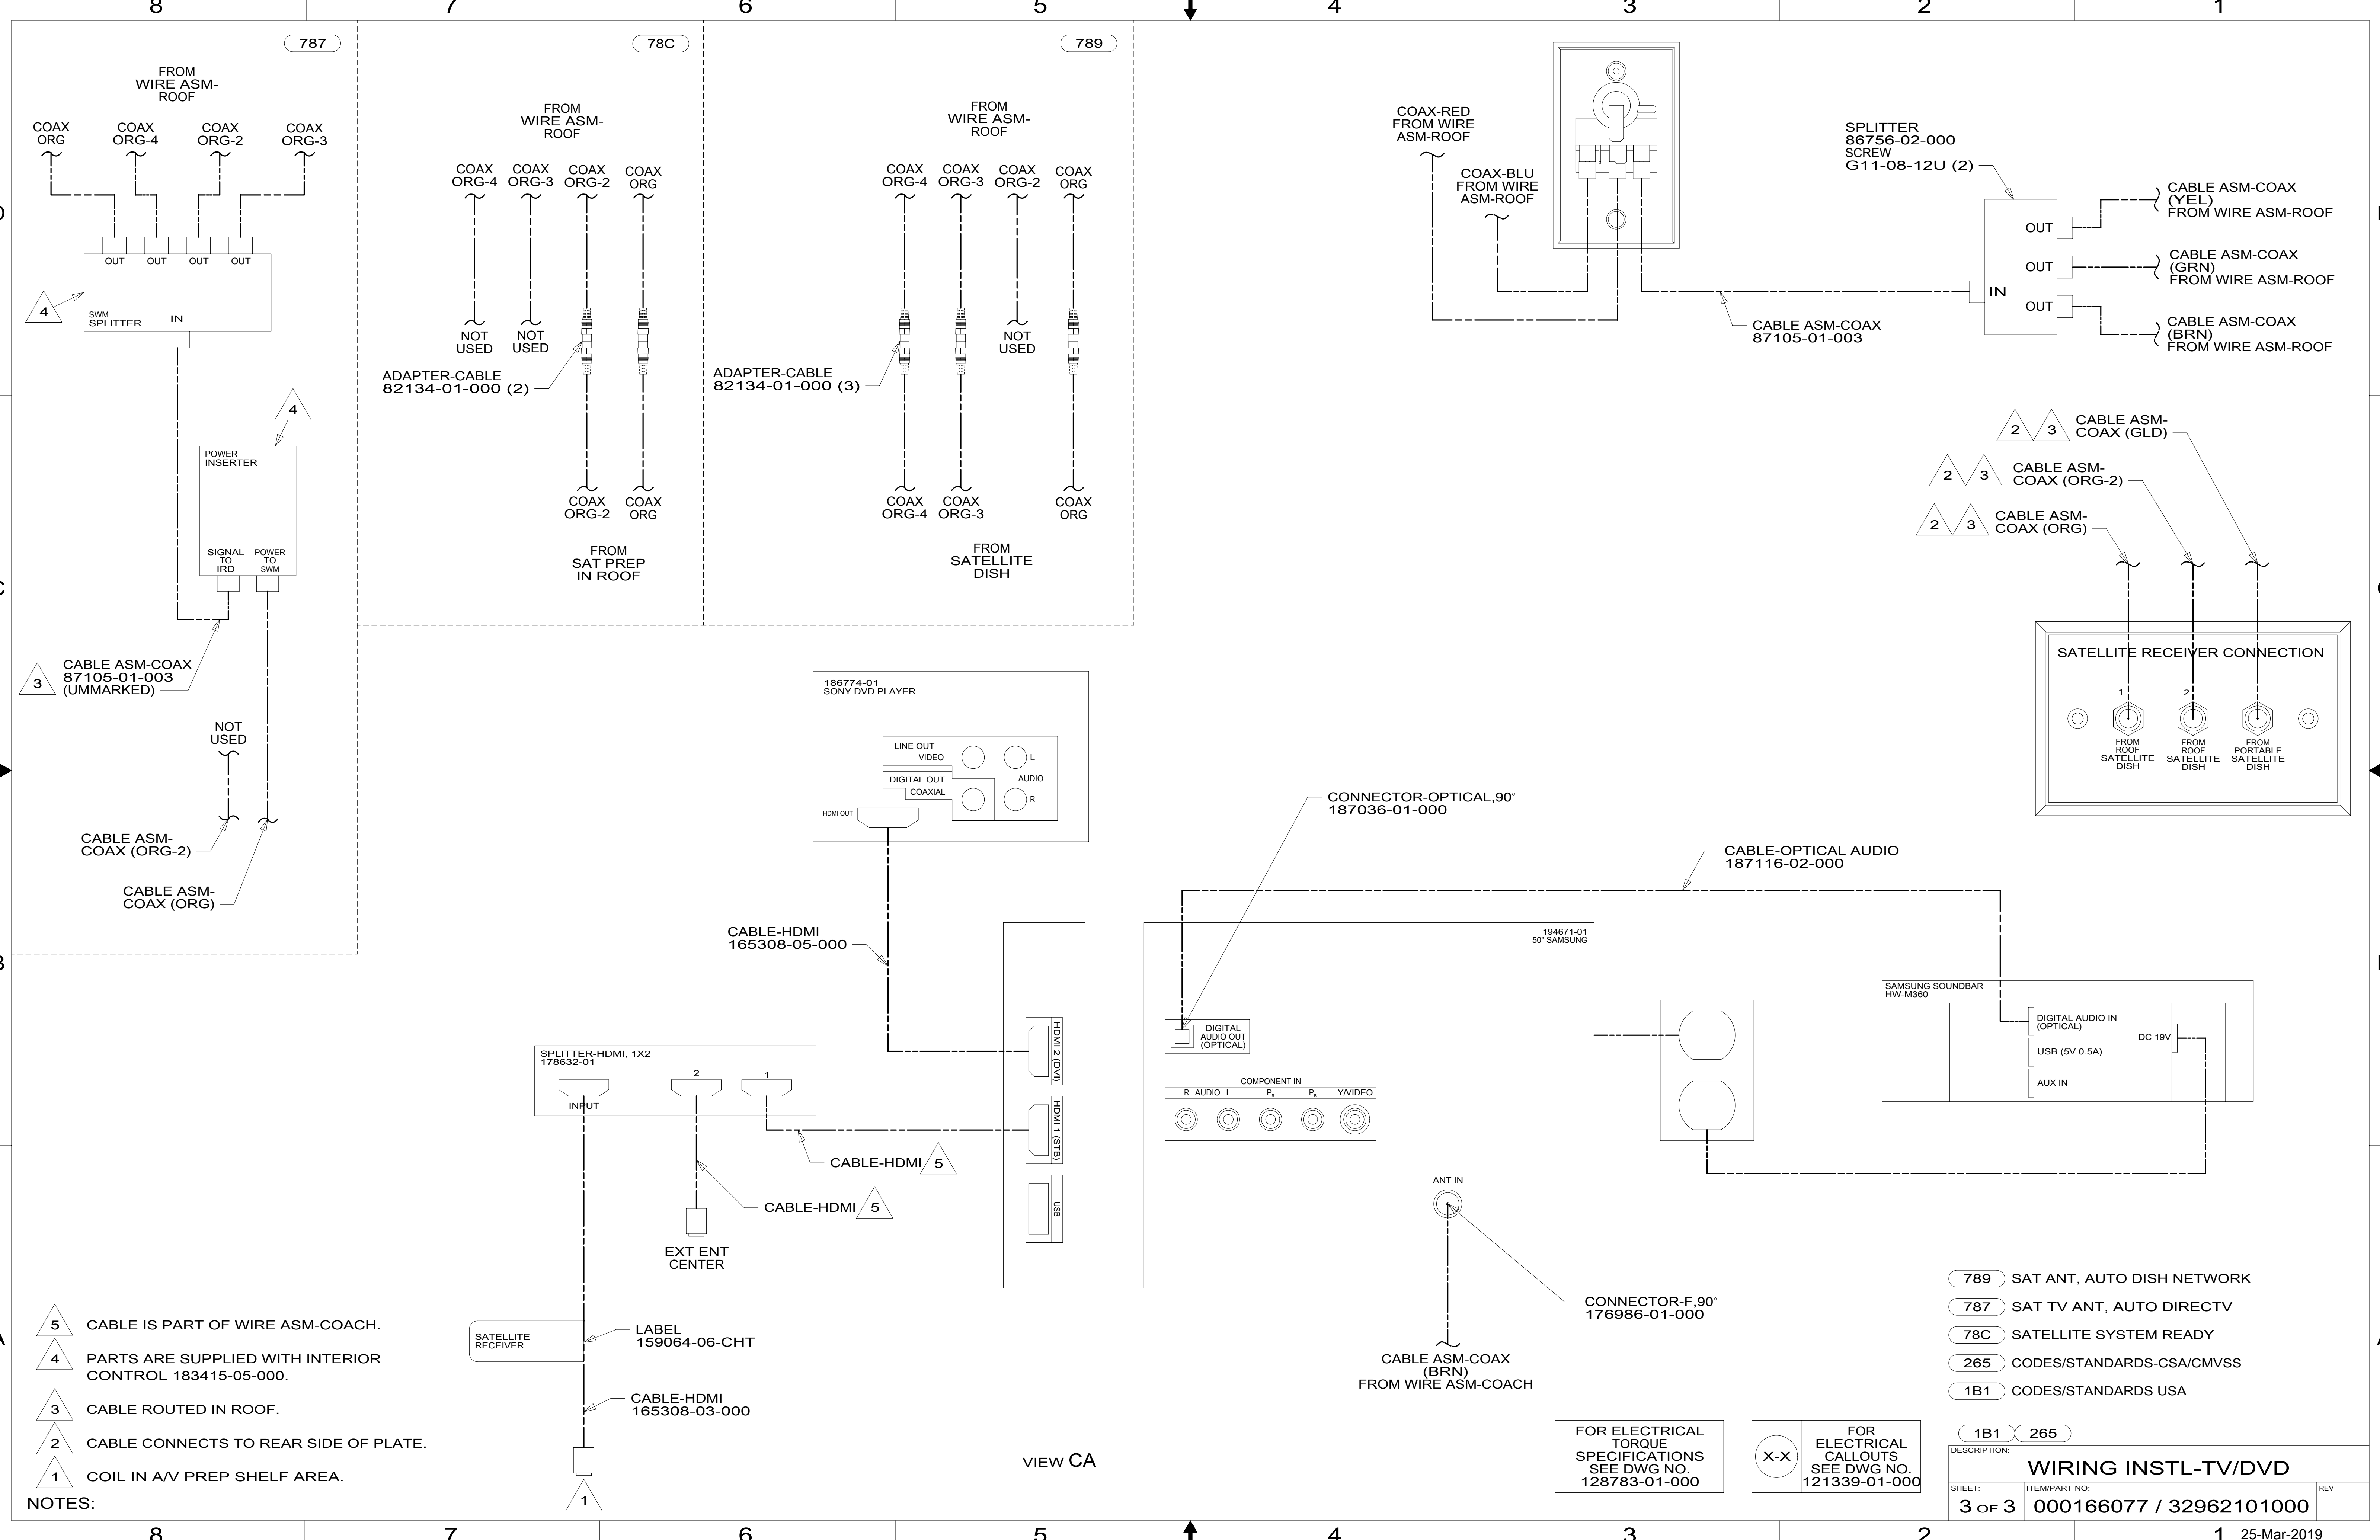 8 7 6 5 4 3 2 1
787
FROM
WIRE ASM-
ROOF
COAX
ORG
COAX
ORG-4
COAX
ORG-2
COAX
ORG-3
OUT OUT OUT OUT
SWM
SPLITTER
IN
4
4
POWER
INSERTER
SIGNAL
TO
IRD
POWER
TO
SWM
3
CABLE ASM-COAX
87105-01-003
(UMMARKED)
NOT
USED
CABLE ASM-
COAX (ORG-2)
CABLE ASM-
COAX (ORG)
78C
FROM
WIRE ASM-
ROOF
COAX
ORG-4
COAX
ORG-3
COAX
ORG-2
COAX
ORG
NOT
USED
NOT
USED
ADAPTER-CABLE
82134-01-000 (2)
COAX
ORG-2
COAX
ORG
FROM
SAT PREP
IN ROOF
789
FROM
WIRE ASM-
ROOF
COAX
ORG-4
COAX
ORG-3
COAX
ORG-2
COAX
ORG
NOT
USED
ADAPTER-CABLE
82134-01-000 (3)
COAX
ORG-4
COAX
ORG-3
COAX
ORG
FROM
SATELLITE
DISH
COAX-RED
FROM WIRE
ASM-ROOF
COAX-BLU
FROM WIRE
ASM-ROOF
CABLE ASM-COAX
87105-01-003
SPLITTER
86756-02-000
SCREW
G11-08-12U (2)
IN
OUT
OUT
OUT
CABLE ASM-COAX
(YEL)
FROM WIRE ASM-ROOF
CABLE ASM-COAX
(GRN)
FROM WIRE ASM-ROOF
CABLE ASM-COAX
(BRN)
FROM WIRE ASM-ROOF
2 3
CABLE ASM-
COAX (GLD)
2 3
CABLE ASM-
COAX (ORG-2)
2 3
CABLE ASM-
COAX (ORG)
SATELLITE RECEIVER CONNECTION
1 2
FROM
ROOF
SATELLITE
DISH
FROM
ROOF
SATELLITE
DISH
FROM
PORTABLE
SATELLITE
DISH
186774-01
SONY DVD PLAYER
LINE OUT
VIDEO
DIGITAL OUT
COAXIAL
L
AUDIO
R
HDMI OUT
CABLE-HDMI
165308-05-000
HDMI 2 (DVI)
HDMI 1 (STB)
USB
SPLITTER-HDMI, 1X2
178632-01
INPUT
2
1
CABLE-HDMI 5
CABLE-HDMI 5
EXT ENT
CENTER
SATELLITE
RECEIVER
LABEL
159064-06-CHT
CABLE-HDMI
165308-03-000
1
CONNECTOR-OPTICAL,90°
187036-01-000
CABLE-OPTICAL AUDIO
187116-02-000
194671-01
50" SAMSUNG
DIGITAL
AUDIO OUT
(OPTICAL)
COMPONENT IN
R AUDIO L P P Y/VIDEO
ANT IN
CONNECTOR-F,90°
176986-01-000
CABLE ASM-COAX
(BRN)
FROM WIRE ASM-COACH
SAMSUNG SOUNDBAR
HW-M360
DIGITAL AUDIO IN
(OPTICAL)
USB (5V 0.5A)
AUX IN
DC 19V
5 CABLE IS PART OF WIRE ASM-COACH.
4 PARTS ARE SUPPLIED WITH INTERIOR
CONTROL 183415-05-000.
3 CABLE ROUTED IN ROOF.
2 CABLE CONNECTS TO REAR SIDE OF PLATE.
1 COIL IN A/V PREP SHELF AREA.
NOTES:
VIEW CA
789 SAT ANT, AUTO DISH NETWORK
787 SAT TV ANT, AUTO DIRECTV
78C SATELLITE SYSTEM READY
265 CODES/STANDARDS-CSA/CMVSS
1B1 CODES/STANDARDS USA
FOR ELECTRICAL
TORQUE
SPECIFICATIONS
SEE DWG NO.
128783-01-000
X-X
FOR
ELECTRICAL
CALLOUTS
SEE DWG NO.
121339-01-000
1B1 265
DESCRIPTION:
WIRING INSTL-TV/DVD
SHEET:
3 OF 3
ITEM/PART NO:
000166077 / 32962101000
REV
8 7 6 5 4 3 2 1
25-Mar-2019